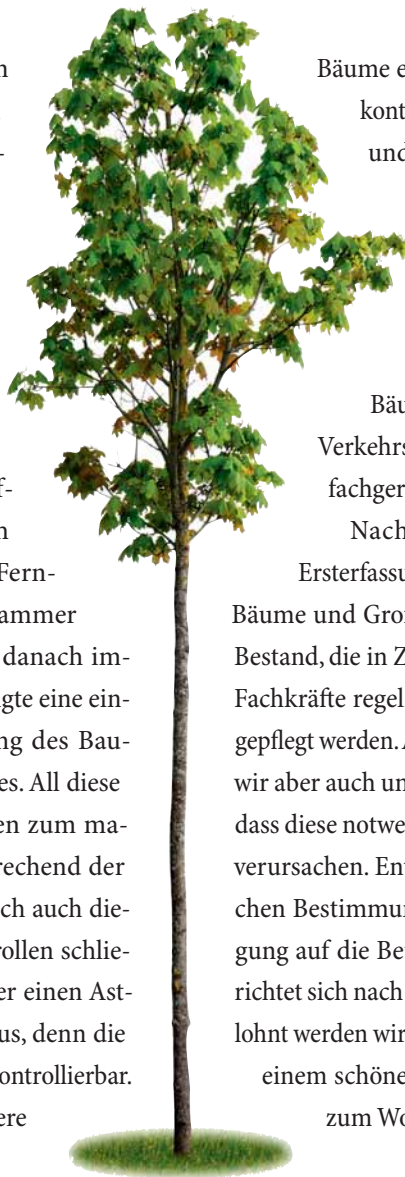 n
-
f-
n
Fern-
ammer
danach im-
gte eine ein-
ng des Bau-
es. All diese
en zum ma-
rechend der
ch auch die-
ollen schlie-
er einen Ast-
us, denn die
ontrollierbar.
ere
Bäume e
kont
und
Bäu
Verkehrs
fachger
Nach
Ersterfassu
Bäume und Gro
Bestand, die in Z
Fachkräfte regel
gepflegt werden. A
wir aber auch un
dass diese notwe
verursachen. Ent
chen Bestimmu
gung auf die Be
richtet sich nach
lohnt werden wir
einem schöne
zum Wo